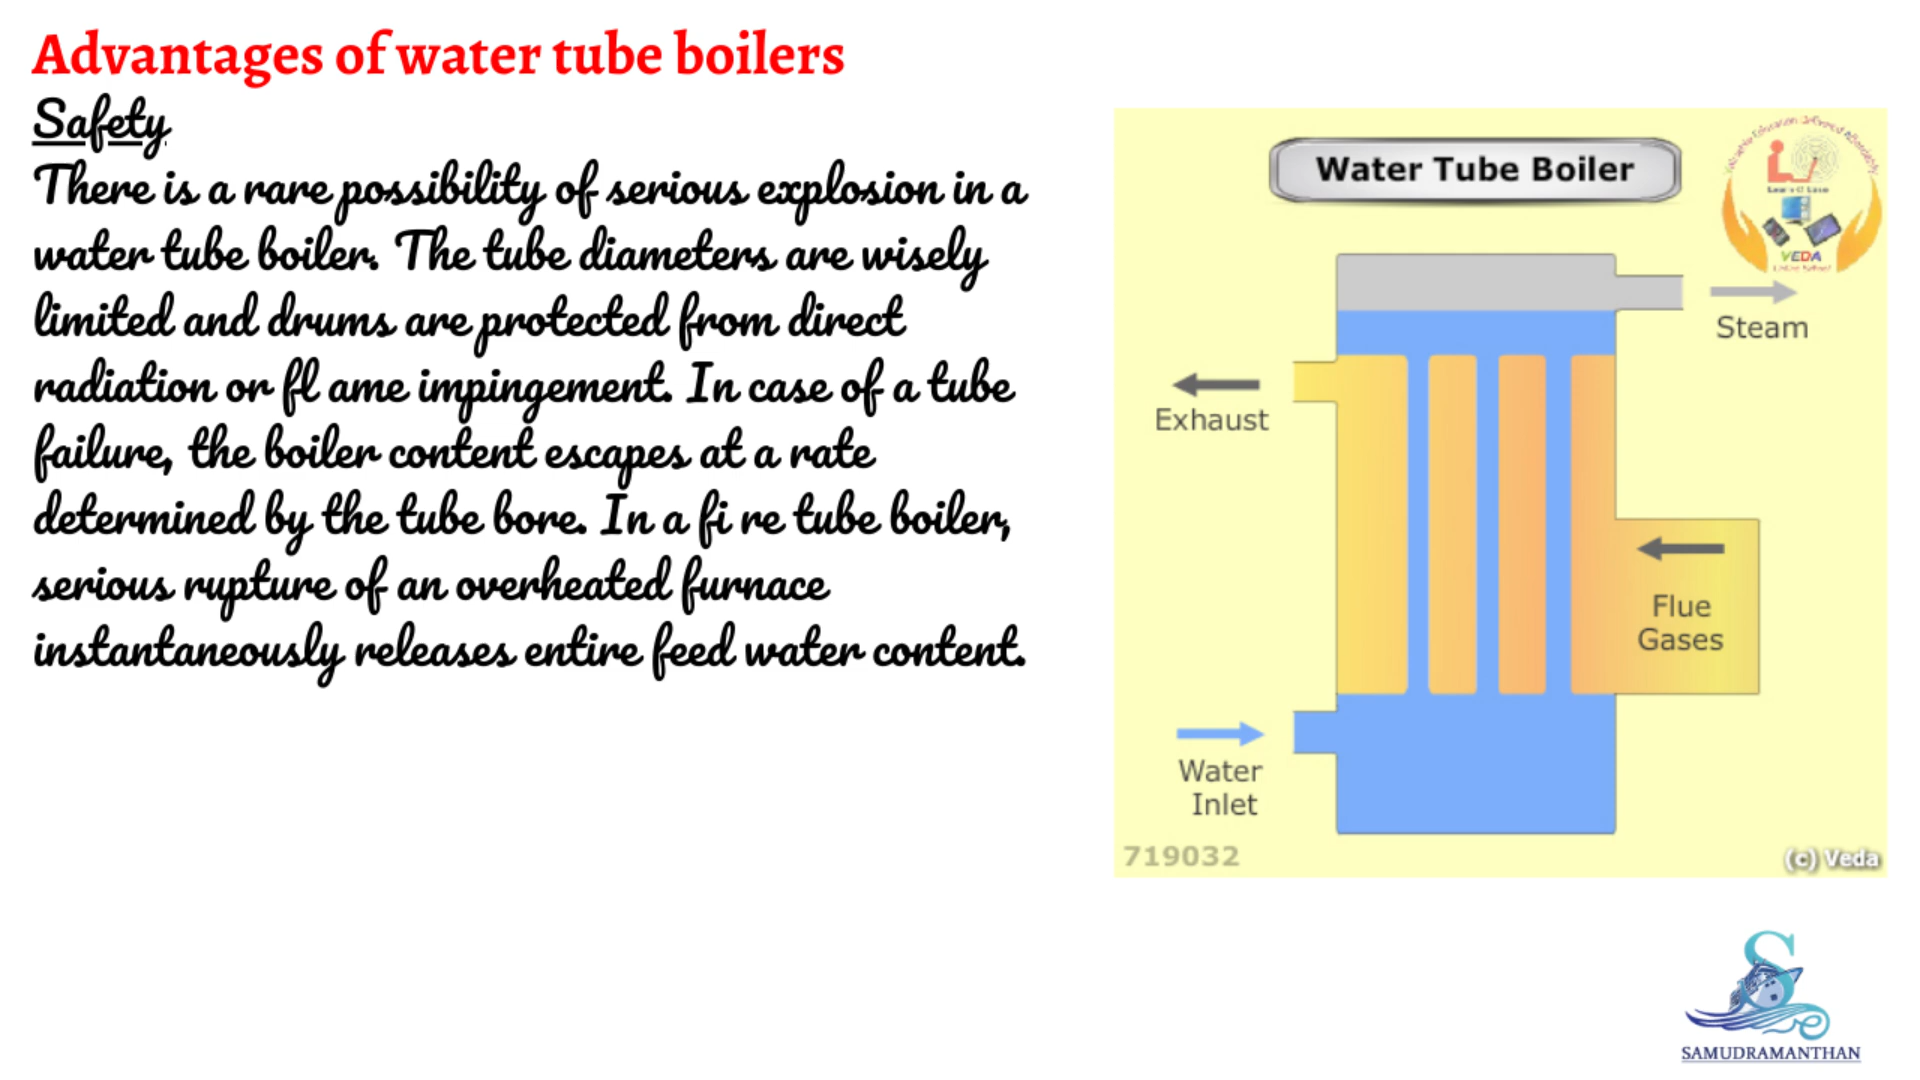 Advantages of water tube boilers
Safety
There is a rare possibility of serious explosion in a
water tube boiler. The tube diameters are wisely
limited and drums are protected from direct
radiation or fl ame impingement. In case of a tube
failure, the boiler content escapes at a rate
determined by the tube bore. In a fi re tube boiler,
serious rupture of an overheated furnace
instantaneously releases entire feed water content.
Water Tube Boiler
VEDA
Steam
Exhaust
Flue
Gases
Water
Inlet
719032
(c) Veda
SAMUDRAMANTHAN